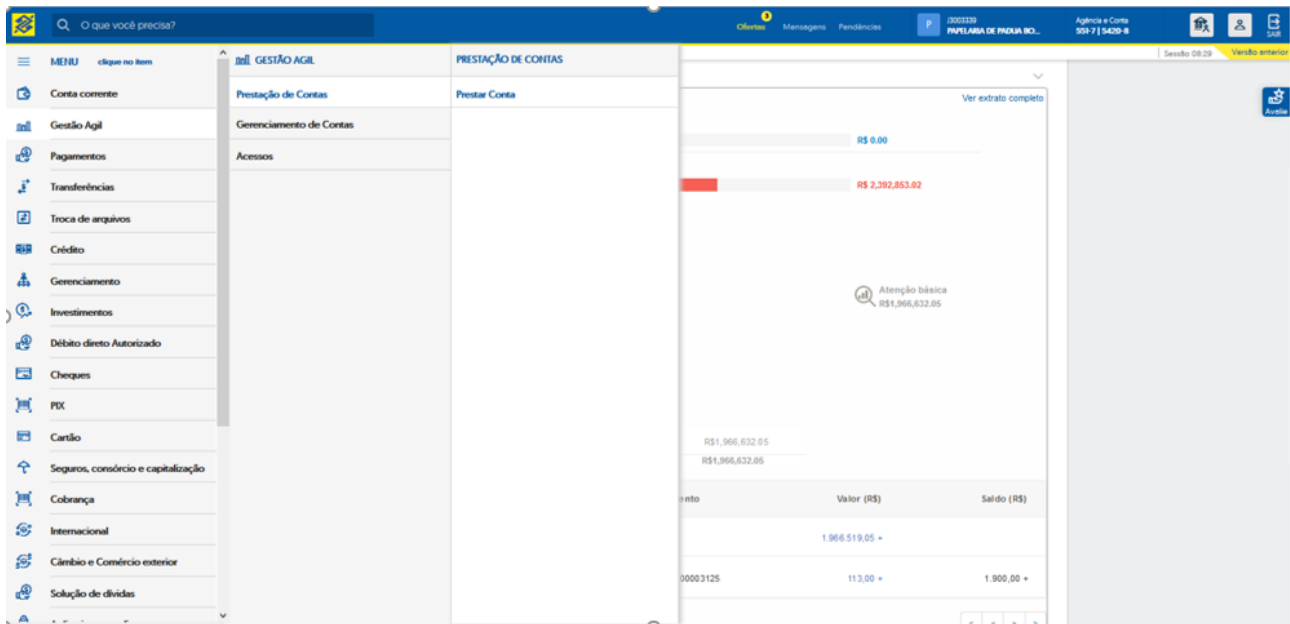 O que você precisa?
3
Ofertas
Mensagens
Pendências
P
J3003339
PAPELARIA DE PADUA BO...
Agência e Conta
551-7 | 5420-8
SAIR
MENU clique no item
GESTÃO AGIL
PRESTAÇÃO DE CONTAS
Sessão 08:29
Versão anterior
Conta corrente
Prestação de Contas
Prestar Conta
Ver extrato completo
Avalie
Gestão Agil
Gerenciamento de Contas
R$ 0.00
Pagamentos
Acessos
Transferências
R$ 2,392,853.02
Troca de arquivos
Crédito
Gerenciamento
Atenção básica
R$1,966,632.05
Investimentos
Débito direto Autorizado
Cheques
PIX
Cartão
R$1,966,632.05
R$1,966,632.05
Seguros, consórcio e capitalização
Cobrança
ento
Valor (R$)
Saldo (R$)
Internacional
1.966.519,05 +
Câmbio e Comércio exterior
00003125
113,00 +
1.900,00 +
Solução de dívidas